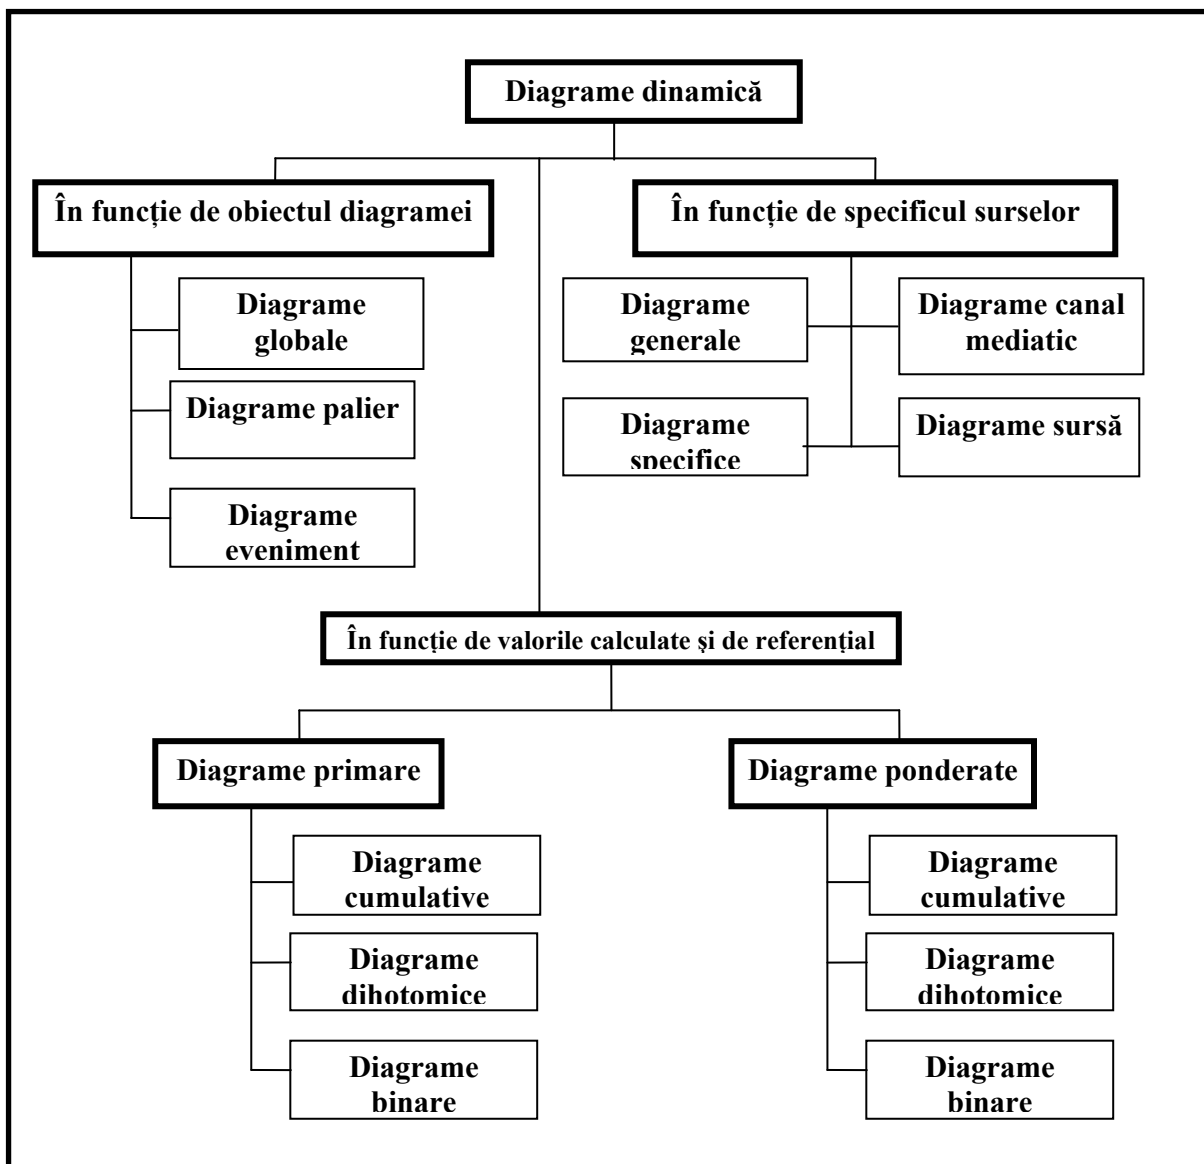 Diagrame dinamică
În funcție de obiectul diagramei
În funcție de specificul surselor
Diagrame
globale
Diagrame palier
Diagrame
eveniment
Diagrame
generale
Diagrame canal
mediatic
Diagrame
specifice
Diagrame sursă
În funcție de valorile calculate și de referențial
Diagrame primare
Diagrame ponderate
Diagrame
cumulative
Diagrame
dihotomice
Diagrame
binare
Diagrame
cumulative
Diagrame
dihotomice
Diagrame
binare